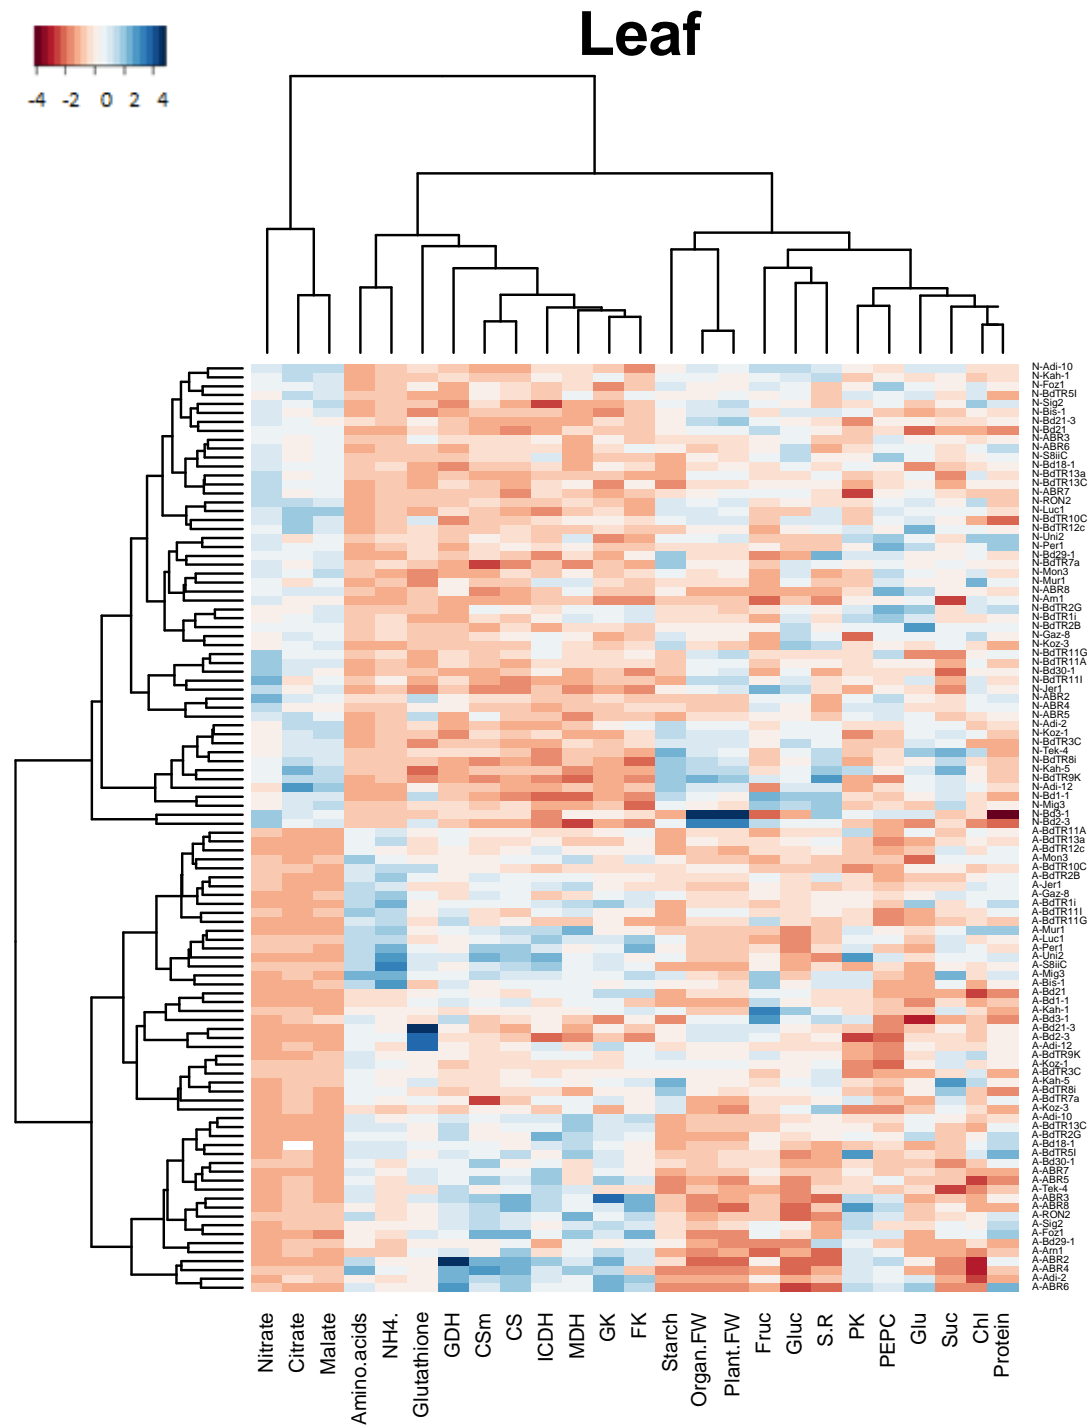 Leaf
-4 -2 0 2 4
N-Adi-10
N-Kah-1
N-Foz1
N-BdTR5I
N-Sig2
N-Bis-1
N-Bd21-3
N-Bd21
N-ABR3
N-ABR6
N-S8iiC
N-Bd18-1
N-BdTR13a
N-BdTR13C
N-ABR7
N-RON2
N-Luc1
N-BdTR10C
N-BdTR12c
N-Uni2
N-Per1
N-Bd29-1
N-BdTR7a
N-Mon3
N-Mur1
N-ABR8
N-Arn1
N-BdTR2G
N-BdTR1i
N-BdTR2B
N-Gaz-8
N-Koz-3
N-BdTR11G
N-BdTR11A
N-Bd30-1
N-BdTR11I
N-Jer1
N-ABR2
N-ABR4
N-ABR5
N-Adi-2
N-Koz-1
N-BdTR3C
N-Tek-4
N-BdTR8i
N-Kah-5
N-BdTR9K
N-Adi-12
N-Bd1-1
N-Mig3
N-Bd3-1
N-Bd2-3
A-BdTR11A
A-BdTR13a
A-BdTR12c
A-Mon3
A-BdTR10C
A-BdTR2B
A-Jer1
A-Gaz-8
A-BdTR1i
A-BdTR11I
A-BdTR11G
A-Mur1
A-Luc1
A-Per1
A-Uni2
A-S8iiC
A-Mig3
A-Bis-1
A-Bd21
A-Bd1-1
A-Kah-1
A-Bd3-1
A-Bd21-3
A-Bd2-3
A-Adi-12
A-BdTR9K
A-Koz-1
A-BdTR3C
A-Kah-5
A-BdTR8i
A-BdTR7a
A-Koz-3
A-Adi-10
A-BdTR13C
A-BdTR2G
A-Bd18-1
A-BdTR5I
A-Bd30-1
A-ABR7
A-ABR5
A-Tek-4
A-ABR3
A-ABR8
A-RON2
A-Sig2
A-Foz1
A-Bd29-1
A-Arn1
A-ABR2
A-ABR4
A-Adi-2
A-ABR6
Nitrate
Citrate
Malate
Amino.acids
NH4.
Glutathione
GDH
CSm
CS
ICDH
MDH
GK
FK
Starch
Organ.FW
Plant.FW
Fruc
Gluc
S.R
PK
PEPC
Glu
Suc
Chl
Protein